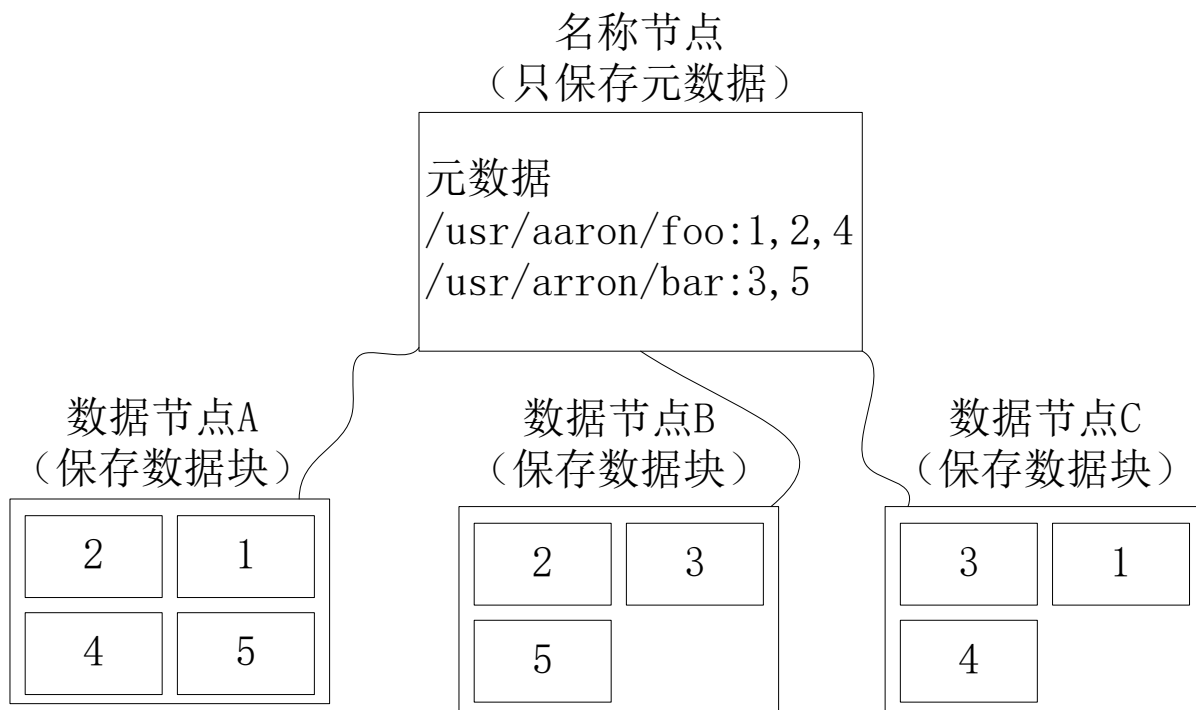 名称节点
（只保存元数据）
元数据
/usr/aaron/foo:1,2,4
/usr/arron/bar:3,5
数据节点A
（保存数据块）
2 1
4 5
数据节点B
（保存数据块）
2 3
5
数据节点C
（保存数据块）
3 1
4